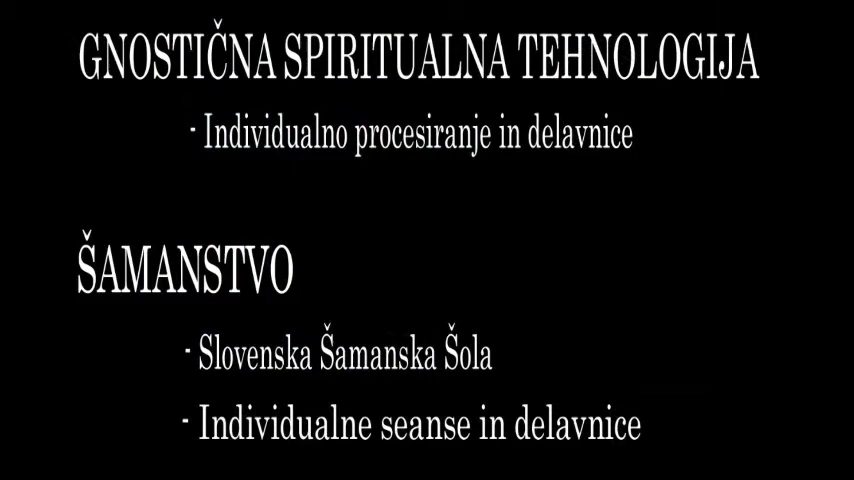 GNOSTIČNA SPIRITUALNA TEHNOLOGIJA
- Individualno procesiranje in delavnice
ŠAMANSTVO
- Slovenska Šamanska Šola
- Individualne seanse in delavnice